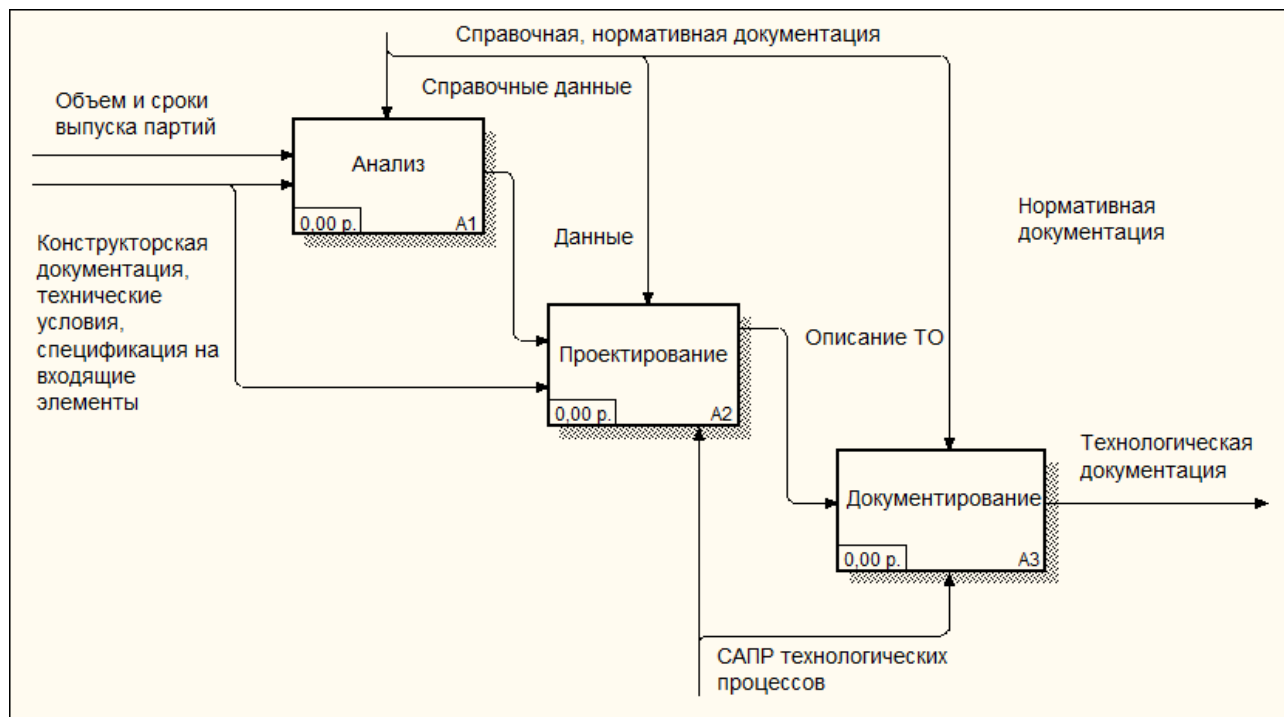 Справочная, нормативная документация
Справочные данные
Объем и сроки
выпуска партий
Анализ
0,00 р.
A1
Нормативная
документация
Данные
Конструкторская
документация,
технические
условия,
спецификация на
входящие
элементы
Проектирование
0,00 р.
A2
Описание ТО
Технологическая
документация
Документирование
0,00 р.
A3
САПР технологических
процессов